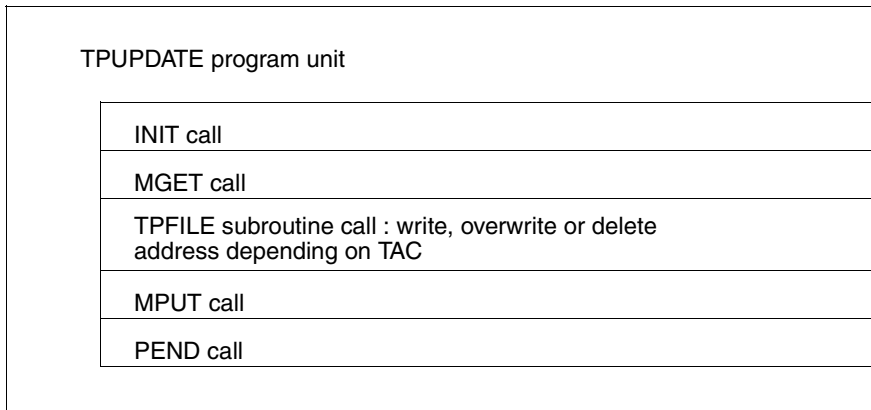 TPUPDATE program unit
INIT call
MGET call
TPFILE subroutine call : write, overwrite or delete
address depending on TAC
MPUT call
PEND call